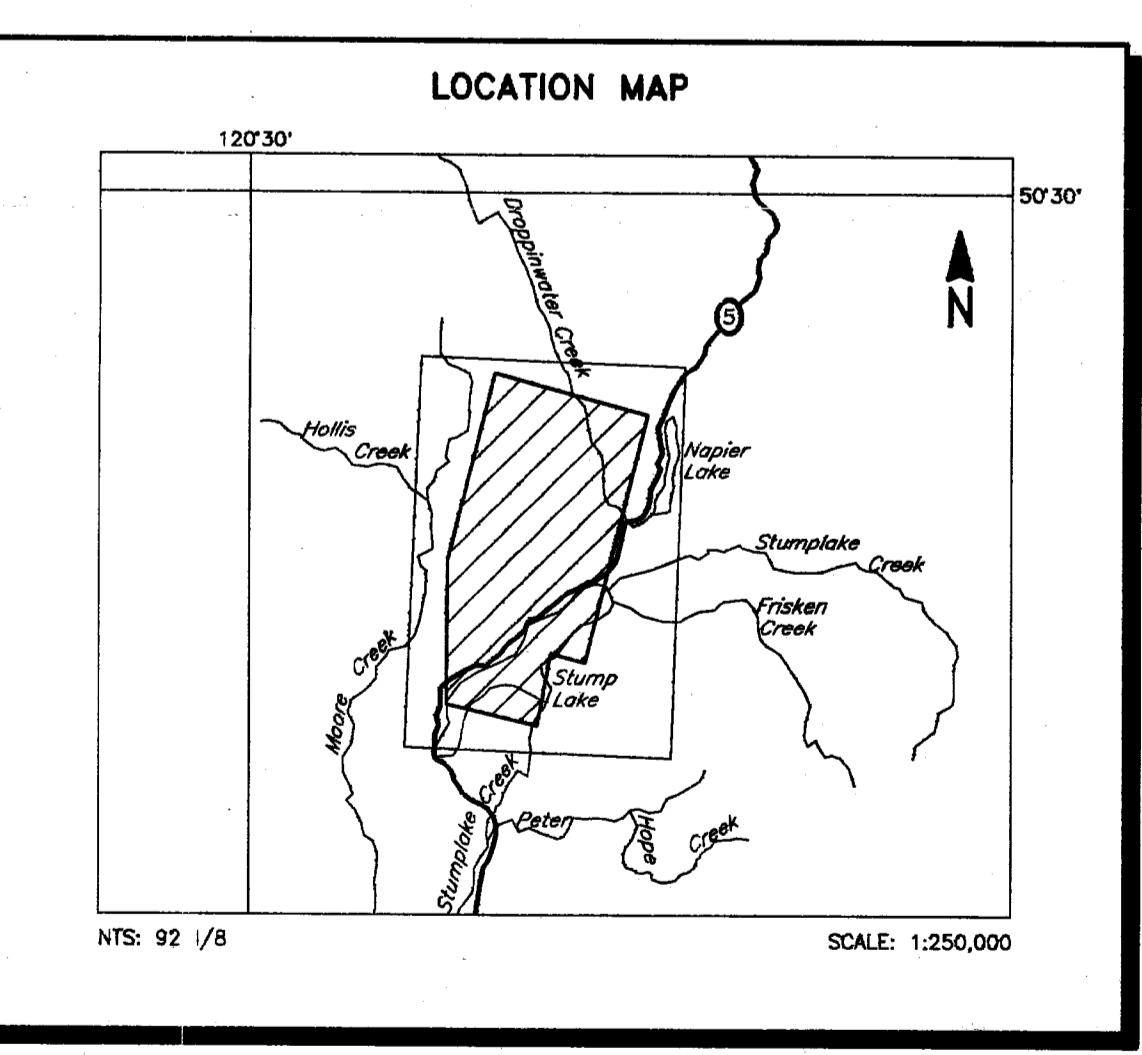 LOCATION MAP
120°30'
50°30'
Droppinwater Creek
5
N
Hollis
Creek
Napier
Lake
Stumplake
Creek
Frisken
Creek
Moore Creek
Stump
Lake
Stumplake Creek
Peter
Hope
Creek
NTS: 92 I/8
SCALE: 1:250,000